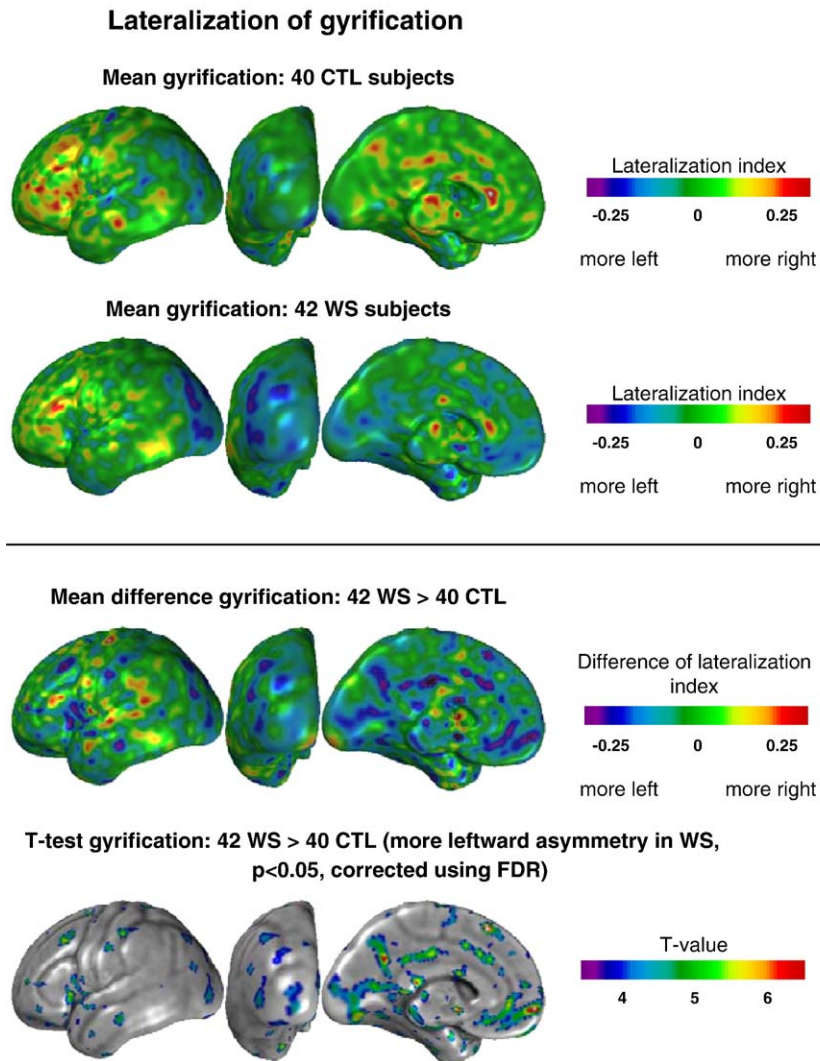 Lateralization of gyrification
Mean gyrification: 40 CTL subjects
Lateralization index
-0.25 0 0.25
more left more right
Mean gyrification: 42 WS subjects
Lateralization index
-0.25 0 0.25
more left more right
Mean difference gyrification: 42 WS > 40 CTL
Difference of lateralization
index
-0.25 0 0.25
more left more right
T-test gyrification: 42 WS > 40 CTL (more leftward asymmetry in WS,
p<0.05, corrected using FDR)
T-value
4 5 6